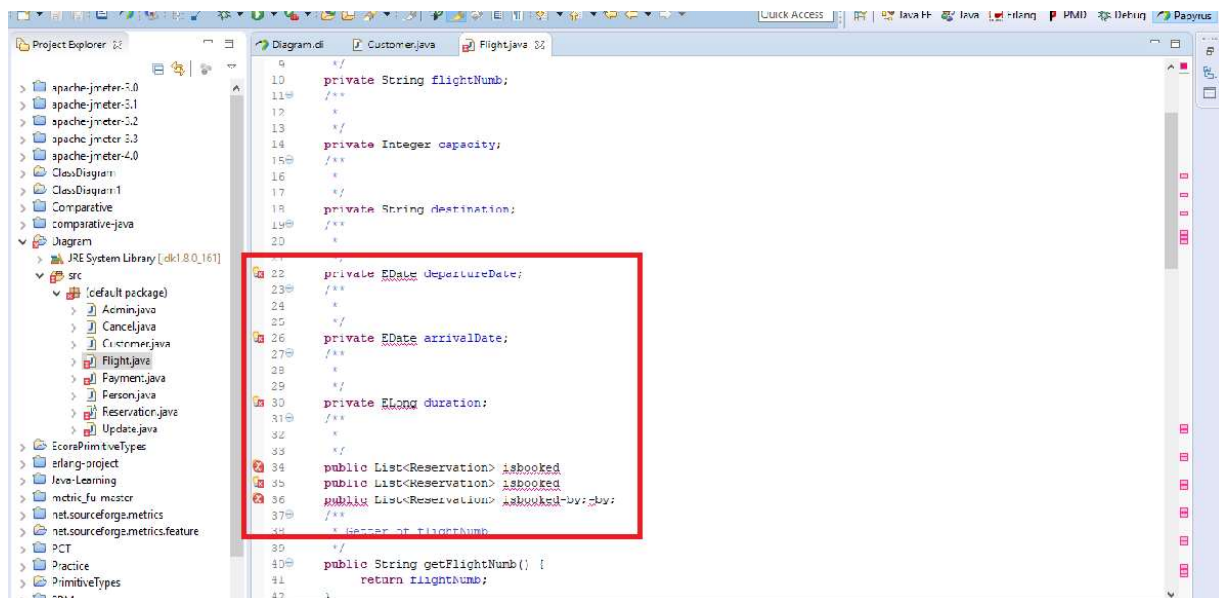 Quick Access
Java EE
Java
Erlang
PMD
Debug
Papyrus
Project Explorer
apache-jmeter-3.0
apache-jmeter-3.1
apache-jmeter-3.2
apache-jmeter-3.3
apache-jmeter-4.0
ClassDiagram
ClassDiagram1
Comparative
comparative-java
Diagram
JRE System Library [jdk1.8.0_161]
src
(default package)
Admin.java
Cancel.java
Customer.java
Flight.java
Payment.java
Person.java
Reservation.java
Update.java
EcorePrimitiveTypes
erlang-project
Java-Learning
metric_fu-master
net.sourceforge.metrics
net.sourceforge.metrics.feature
PCT
Practice
PrimitiveTypes
Diagram.di
Customer.java
Flight.java
9 */
10 private String flightNumb;
11 /**
12 *
13 */
14 private Integer capacity;
15 /**
16 *
17 */
18 private String destination;
19 /**
20 *
21 */
22 private EDate departureDate;
23 /**
24 *
25 */
26 private EDate arrivalDate;
27 /**
28 *
29 */
30 private ELong duration;
31 /**
32 *
33 */
34 public List<Reservation> isbooked
35 public List<Reservation> isbooked
36 public List<Reservation> isbooked-by;-by;
37 /**
38 * Getter of flightNumb
39 */
40 public String getFlightNumb() {
41 return flightNumb;
42 }